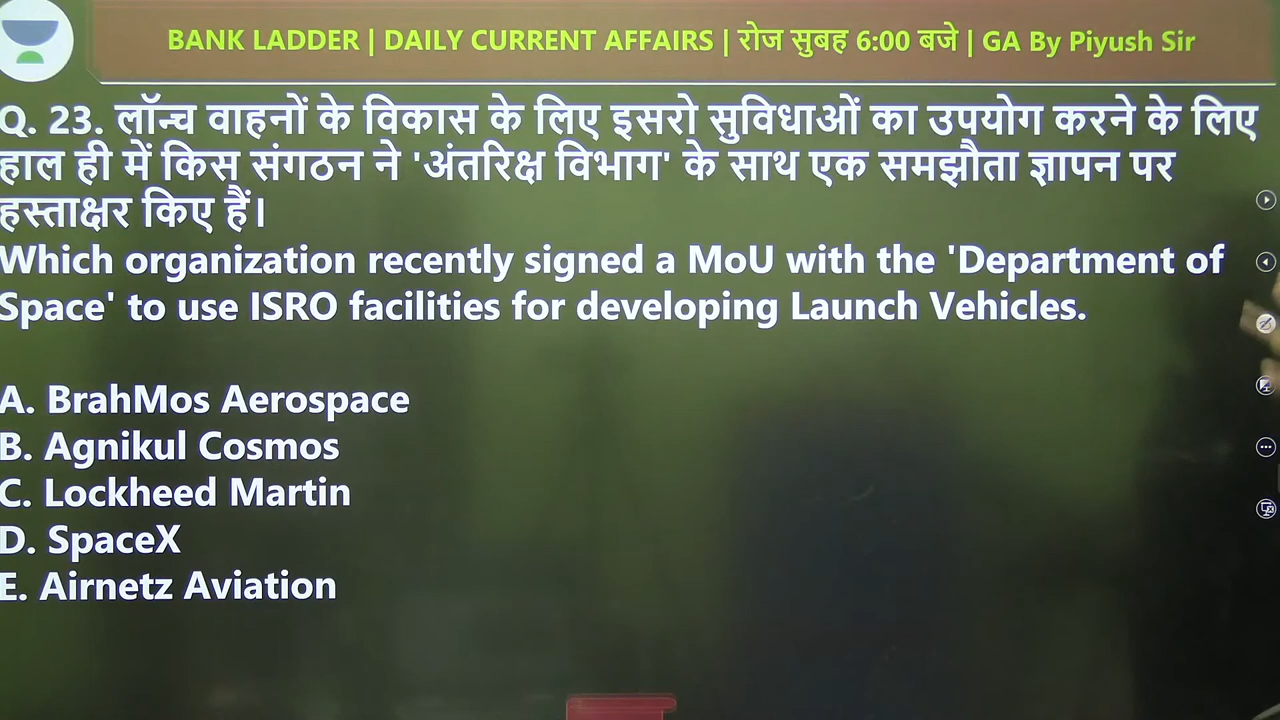 BANK LADDER | DAILY CURRENT AFFAIRS | रोज सुबह 6:00 बजे | GA By Piyush Sir
Q. 23. लॉन्च वाहनों के विकास के लिए इसरो सुविधाओं का उपयोग करने के लिए
हाल ही में किस संगठन ने 'अंतरिक्ष विभाग' के साथ एक समझौता ज्ञापन पर
हस्ताक्षर किए हैं।
Which organization recently signed a MoU with the 'Department of
Space' to use ISRO facilities for developing Launch Vehicles.
A. BrahMos Aerospace
B. Agnikul Cosmos
C. Lockheed Martin
D. SpaceX
E. Airnetz Aviation